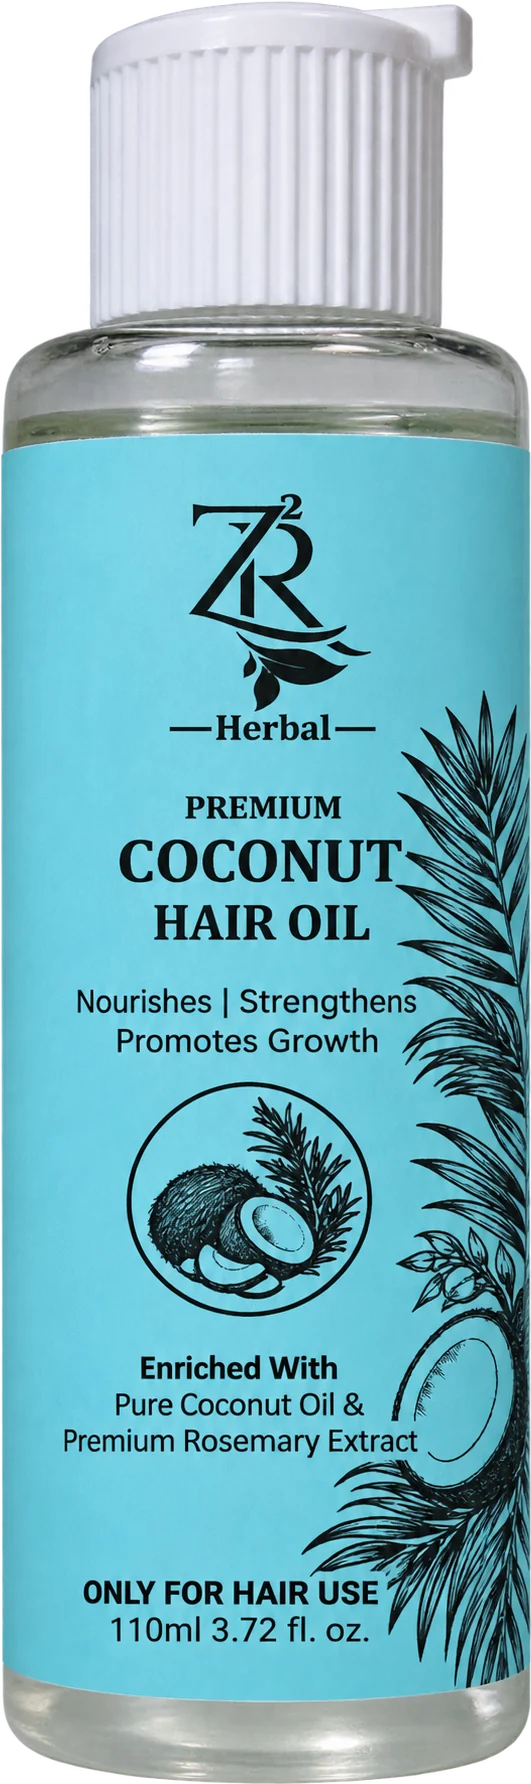 ZR²
Herbal
PREMIUM
COCONUT
HAIR OIL
Nourishes | Strengthens
Promotes Growth
Enriched With
Pure Coconut Oil &
Premium Rosemary Extract
ONLY FOR HAIR USE
110ml 3.72 fl. oz.